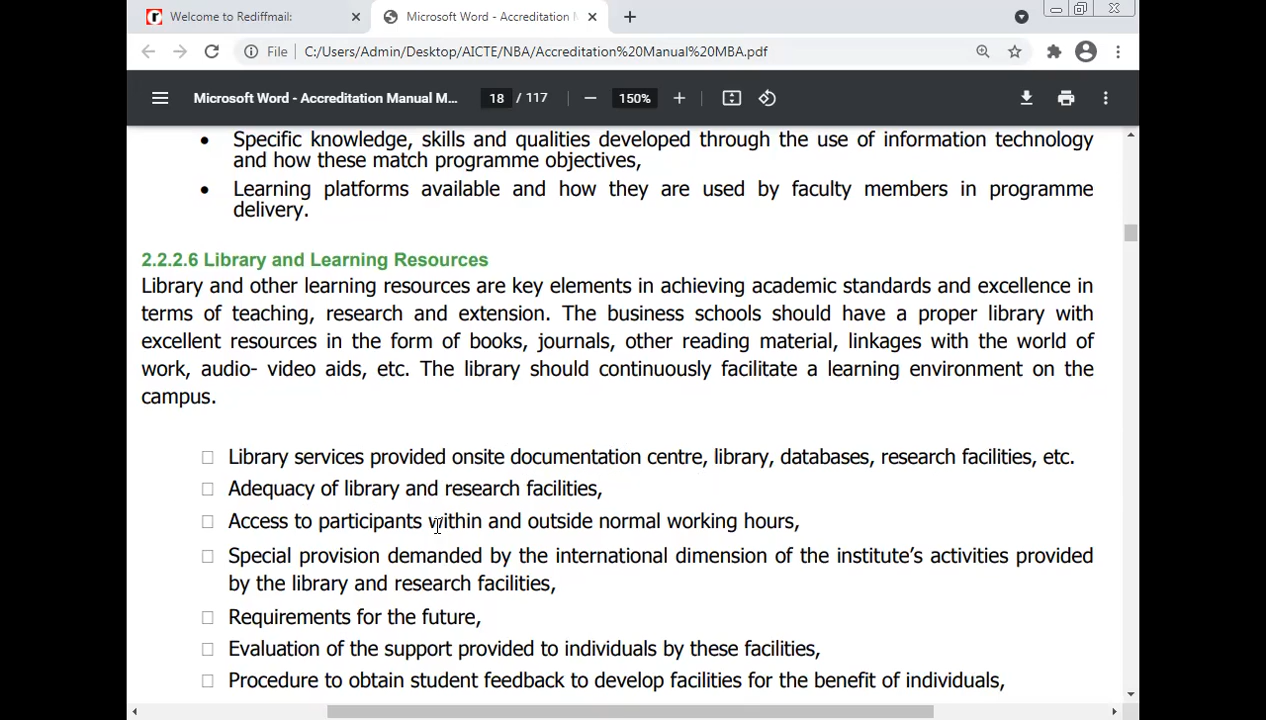 Welcome to Rediffmail:
Microsoft Word - Accreditation M
File
C:/Users/Admin/Desktop/AICTE/NBA/Accreditation%20Manual%20MBA.pdf
Microsoft Word - Accreditation Manual M...
18 / 117
150%
• Specific knowledge, skills and qualities developed through the use of information technology
and how these match programme objectives,
• Learning platforms available and how they are used by faculty members in programme
delivery.
2.2.2.6 Library and Learning Resources
Library and other learning resources are key elements in achieving academic standards and excellence in
terms of teaching, research and extension. The business schools should have a proper library with
excellent resources in the form of books, journals, other reading material, linkages with the world of
work, audio- video aids, etc. The library should continuously facilitate a learning environment on the
campus.
Library services provided onsite documentation centre, library, databases, research facilities, etc.
Adequacy of library and research facilities,
Access to participants within and outside normal working hours,
Special provision demanded by the international dimension of the institute’s activities provided
by the library and research facilities,
Requirements for the future,
Evaluation of the support provided to individuals by these facilities,
Procedure to obtain student feedback to develop facilities for the benefit of individuals,